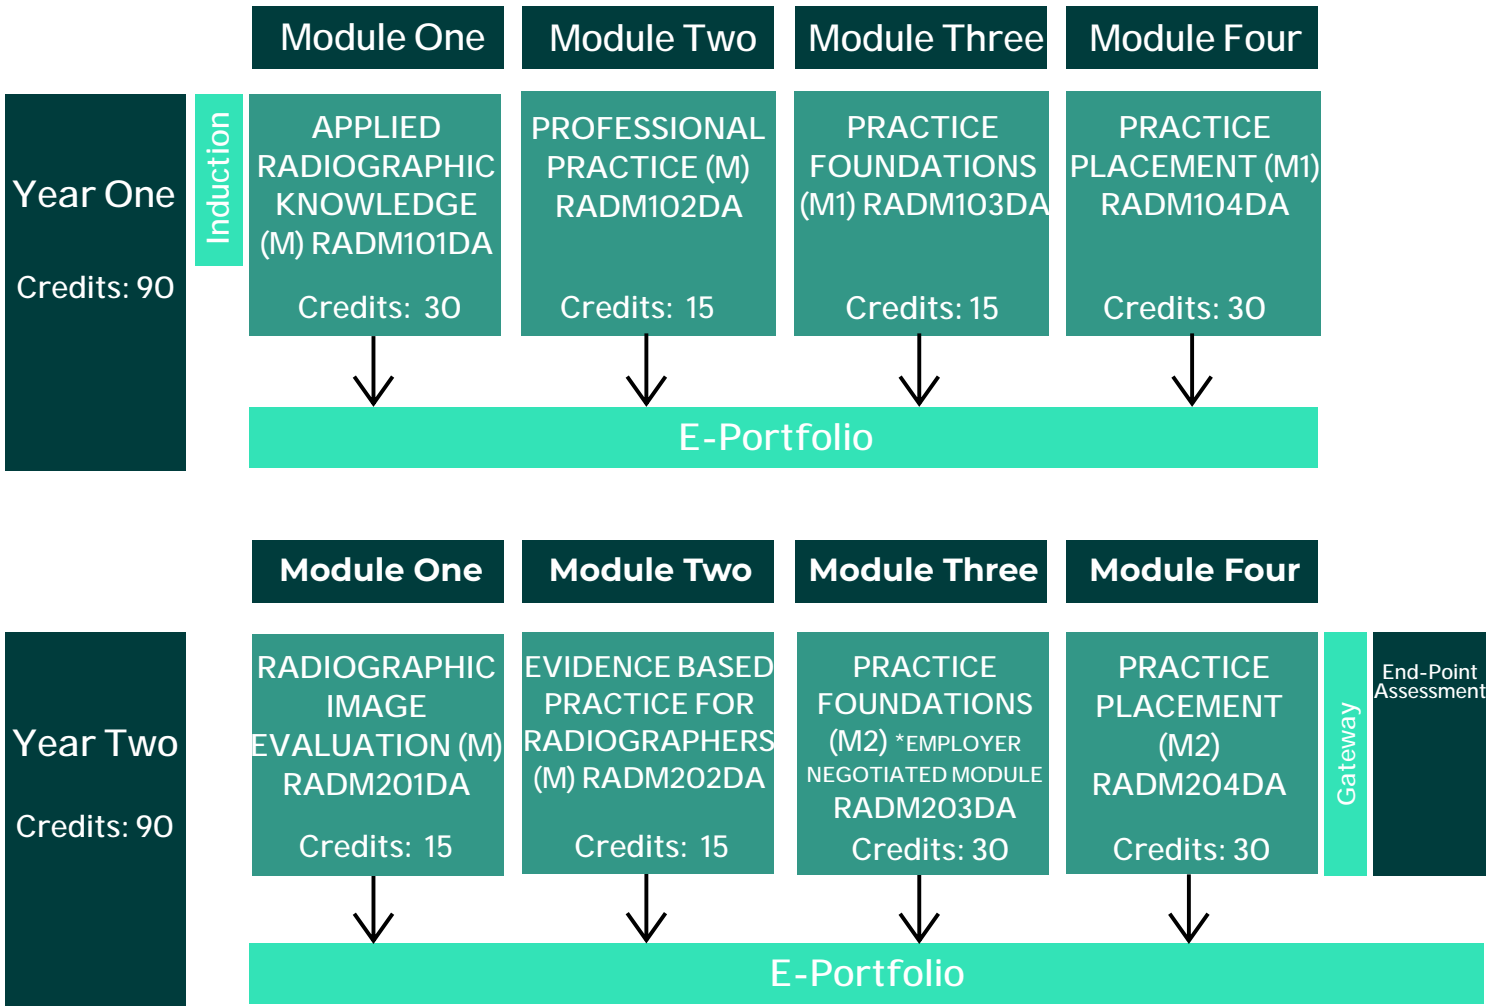 Module One
Module Two
Module Three
Module Four
Year One
Credits: 90
Induction
APPLIED
RADIOGRAPHIC
KNOWLEDGE
(M) RADM101DA
Credits: 30
PROFESSIONAL
PRACTICE (M)
RADM102DA
Credits: 15
PRACTICE
FOUNDATIONS
(M1) RADM103DA
Credits: 15
PRACTICE
PLACEMENT (M1)
RADM104DA
Credits: 30
E-Portfolio
Module One
Module Two
Module Three
Module Four
Year Two
Credits: 90
RADIOGRAPHIC
IMAGE
EVALUATION (M)
RADM201DA
Credits: 15
EVIDENCE BASED
PRACTICE FOR
RADIOGRAPHERS
(M) RADM202DA
Credits: 15
PRACTICE
FOUNDATIONS
(M2) *EMPLOYER
NEGOTIATED MODULE
RADM203DA
Credits: 30
PRACTICE
PLACEMENT
(M2)
RADM204DA
Credits: 30
Gateway
End-Point
Assessment
E-Portfolio